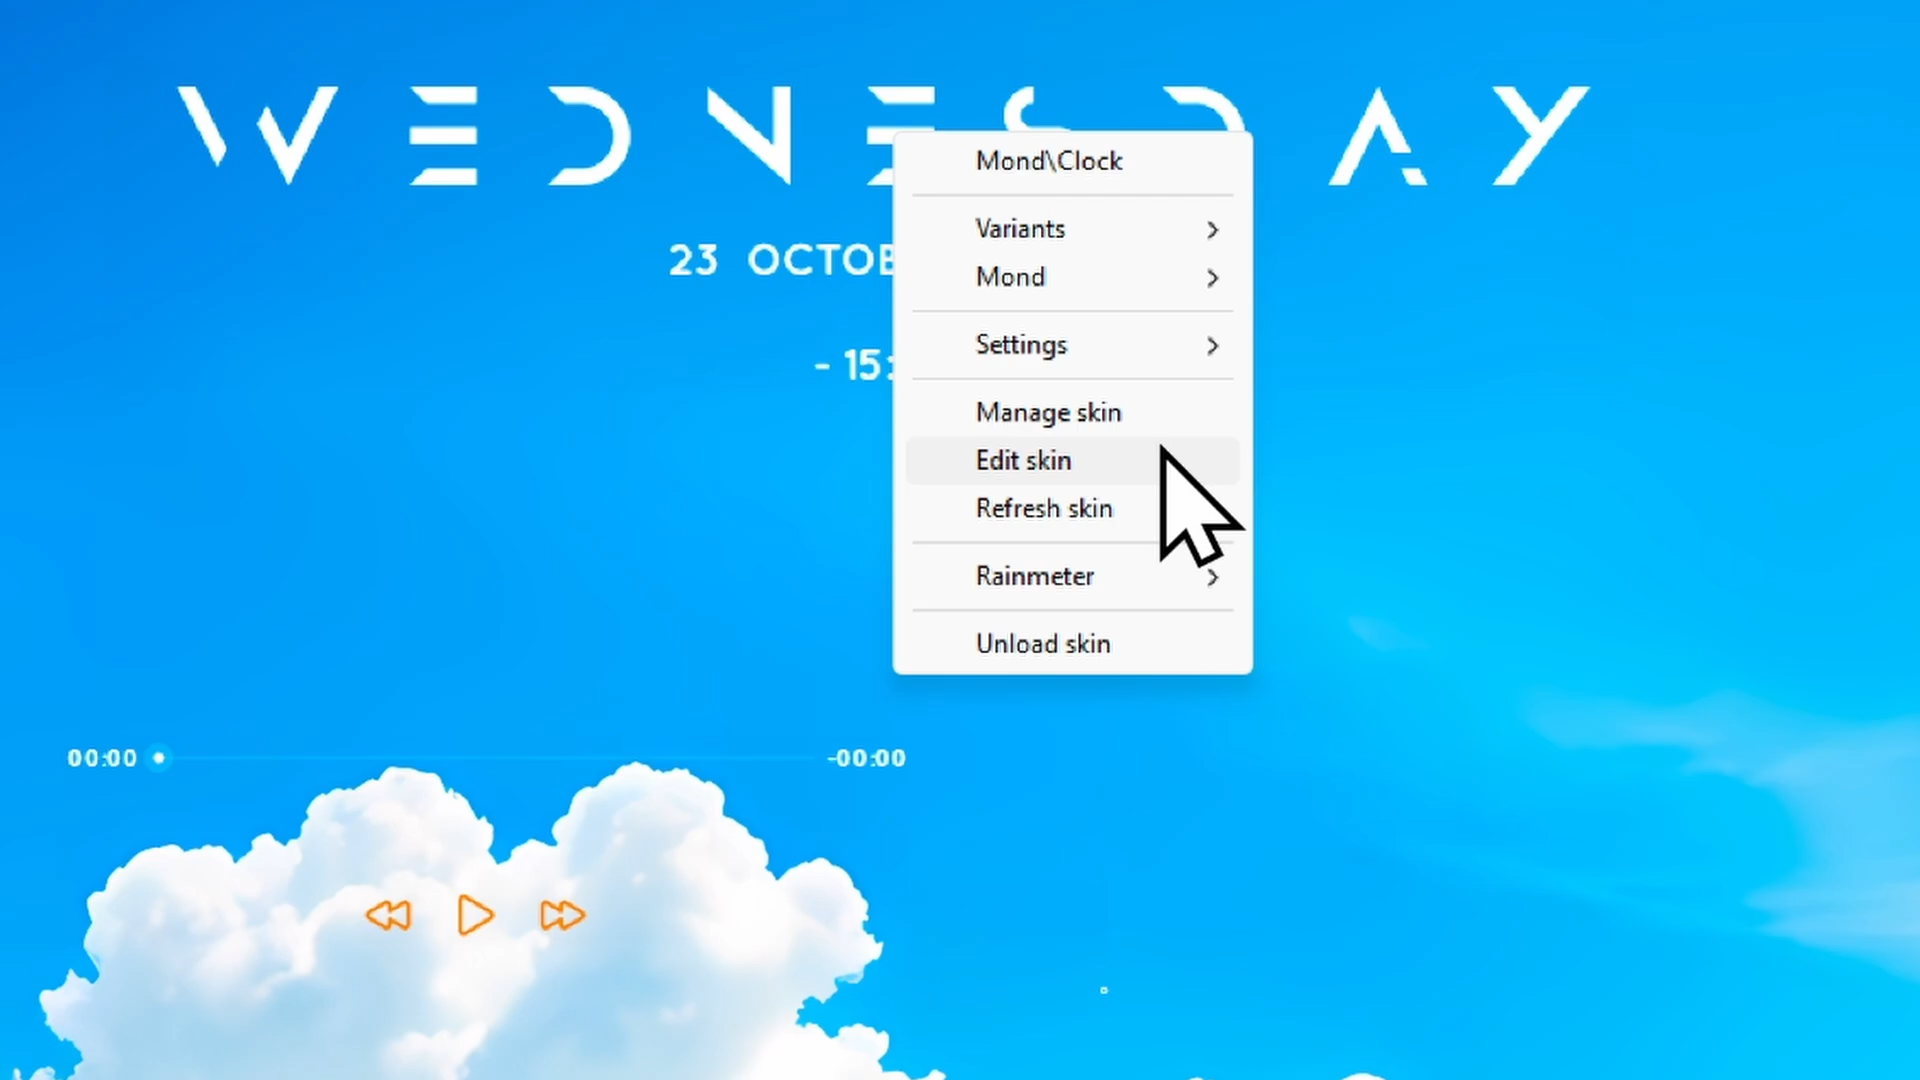 WEDNESDAY
Mond\Clock
Variants
23 OCTOB
Mond
Settings
- 15:
Manage skin
Edit skin
Refresh skin
Rainmeter
Unload skin
00:00 -00:00